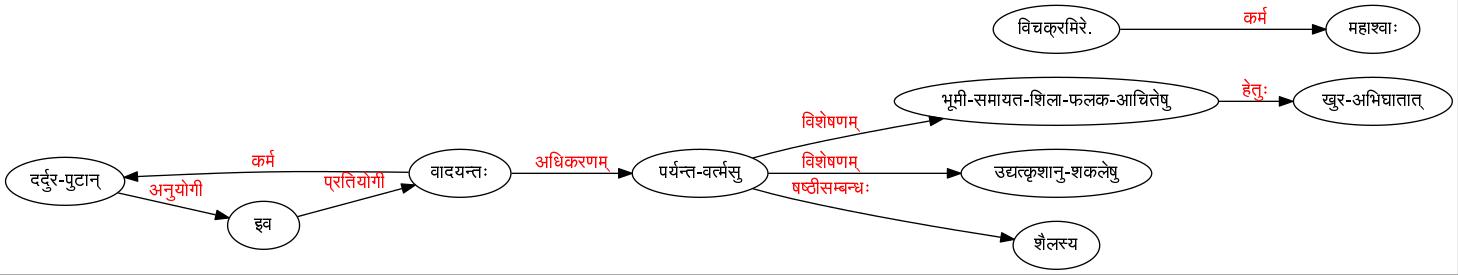 विचक्रमिरे.
कर्म
महाश्वाः
भूमी-समायत-शिला-फलक-आचितेषु
हेतुः
खुर-अभिघातात्
विशेषणम्
दर्दुर-पुटान्
कर्म
वादयन्तः
अधिकरणम्
पर्यन्त-वर्त्मसु
विशेषणम्
उद्यत्कृशानु-शकलेषु
अनुयोगी
प्रतियोगी
षष्ठीसम्बन्धः
इव
शैलस्य